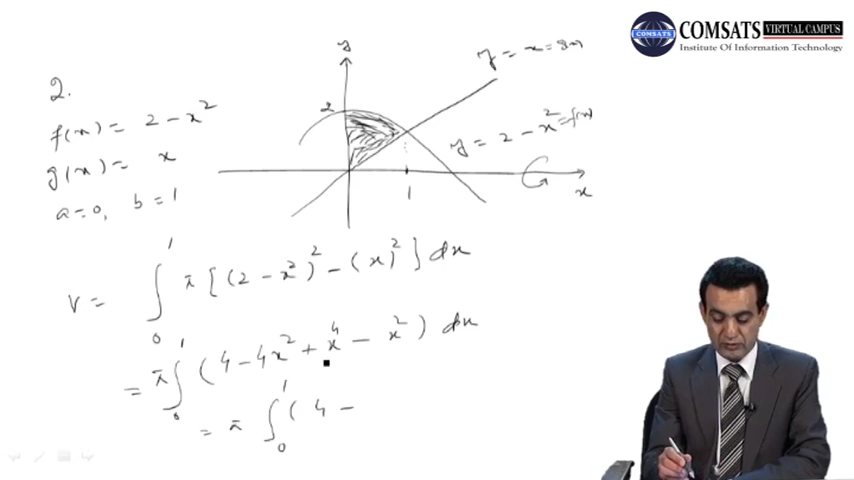 COMSATS VIRTUAL CAMPUS
COMSATS
Institute Of Information Technology
2.
f(x) = 2 - x²
g(x) = x
a = 0, b = 1
y
2
y = x = g(x)
y = 2 - x² = f(x)
1
x
V = ∫₀¹ π [(2 - x²)² - (x)²] dx
= π ∫₀¹ (4 - 4x² + x⁴ - x²) dx
= π ∫₀¹ (4 -